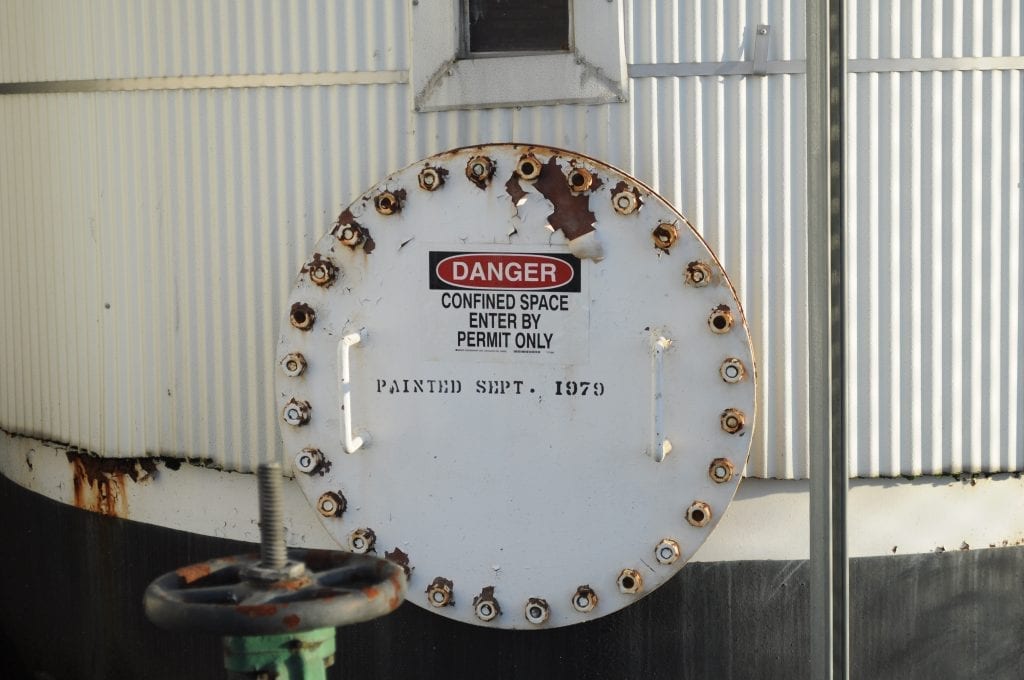 DANGER
CONFINED SPACE
ENTER BY
PERMIT ONLY
PAINTED SEPT. 1979